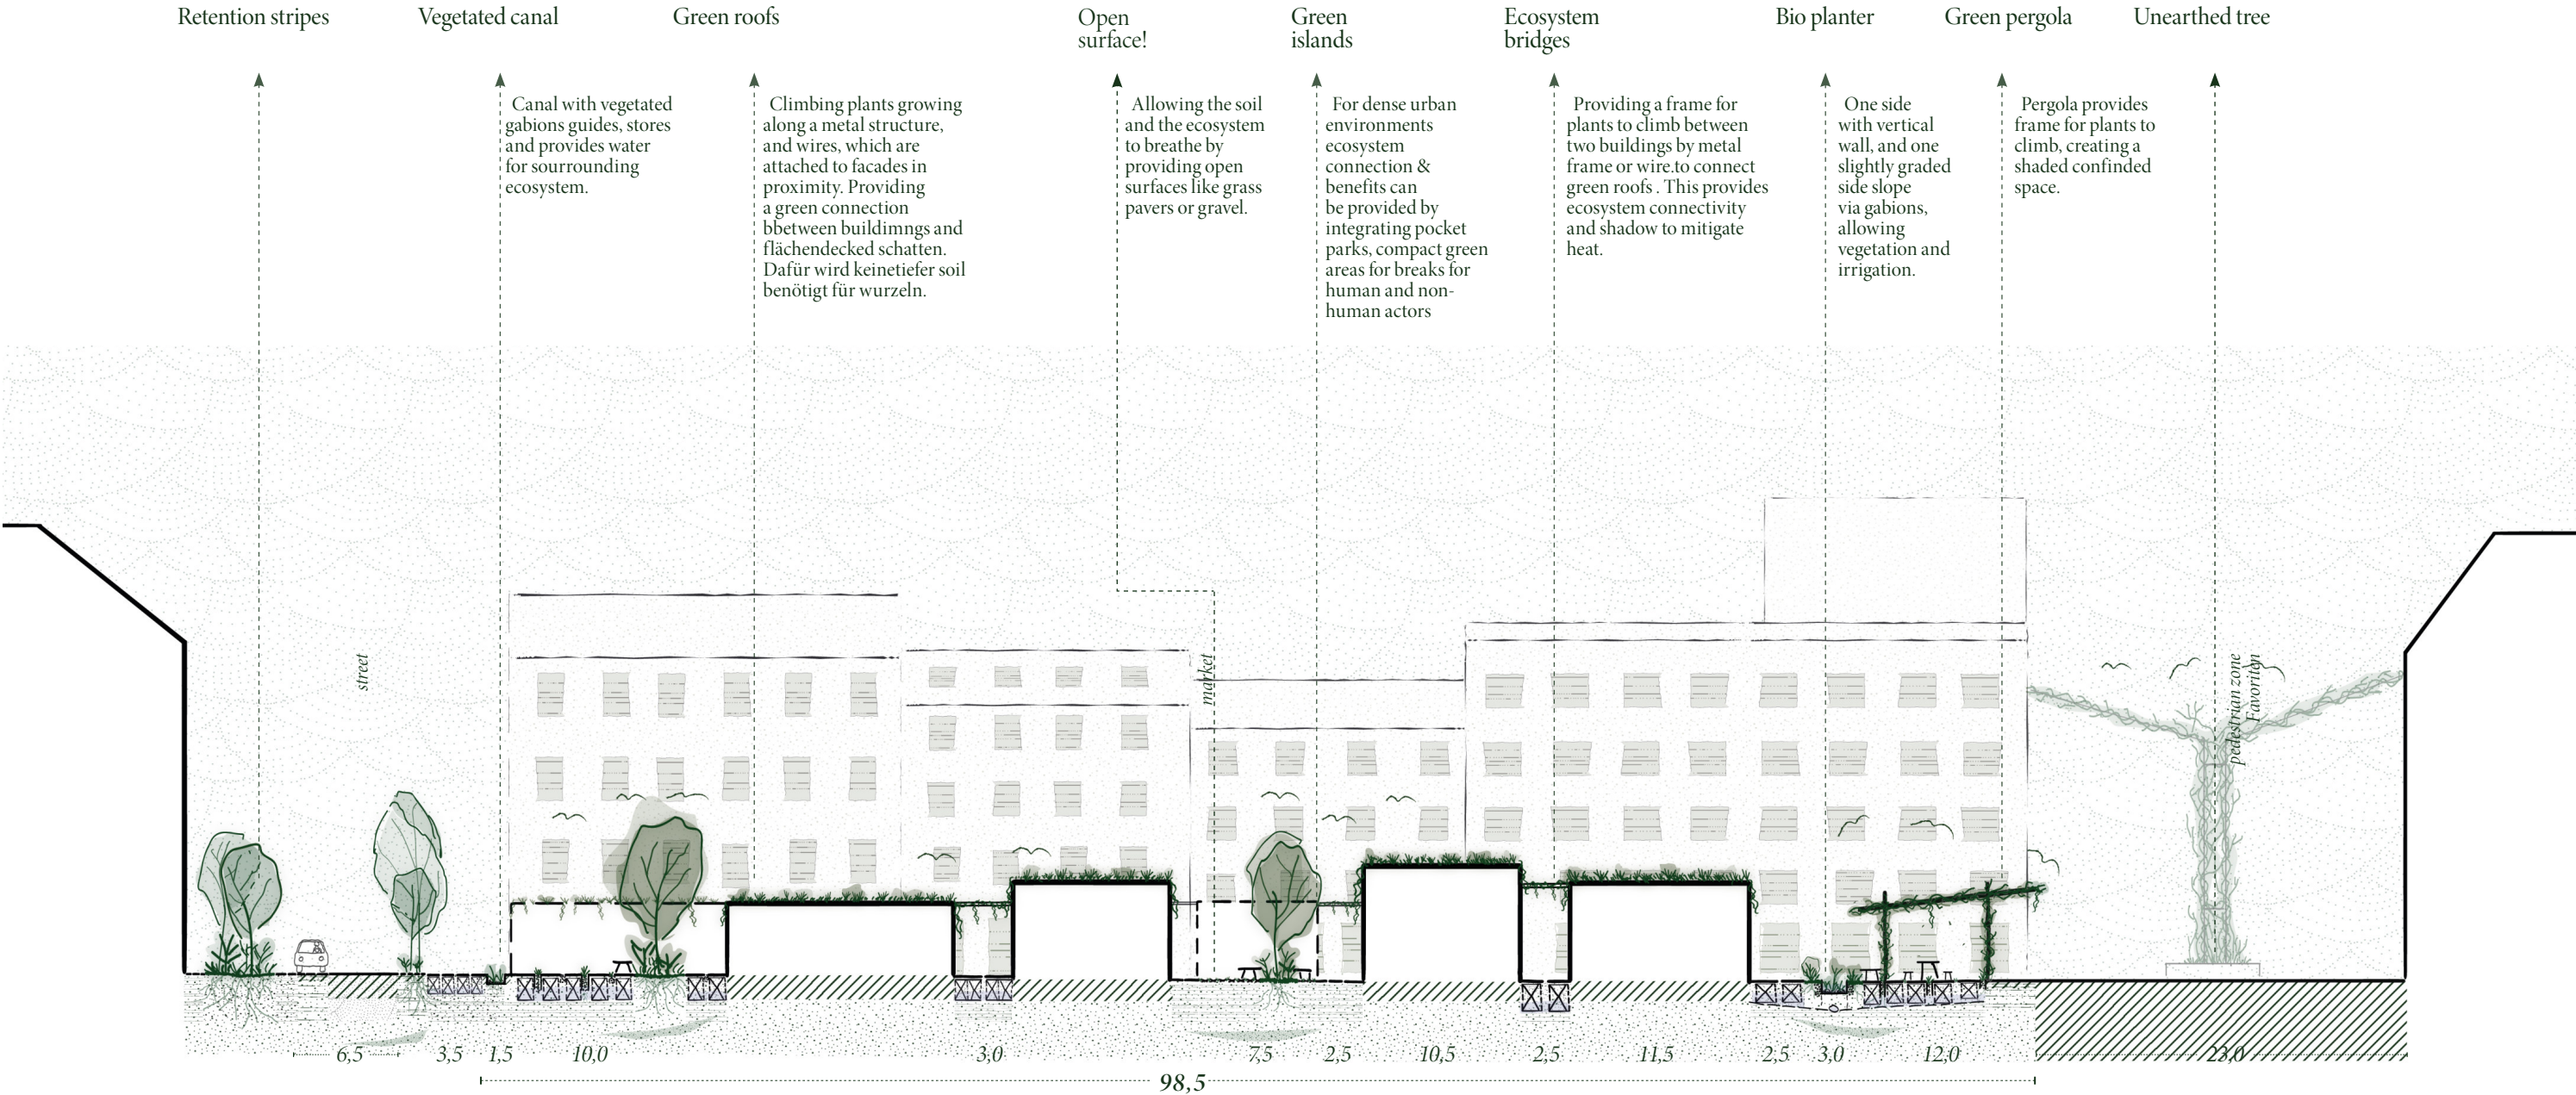 Retention stripes
Vegetated canal
Green roofs
Open
surface!
Green
islands
Ecosystem
bridges
Bio planter
Green pergola
Unearthed tree
Canal with vegetated
gabions guides, stores
and provides water
for sourrounding
ecosystem.
Climbing plants growing
along a metal structure,
and wires, which are
attached to facades in
proximity. Providing
a green connection
bbetween buildimngs and
flächendecked schatten.
Dafür wird keinetiefer soil
benötigt für wurzeln.
Allowing the soil
and the ecosystem
to breathe by
providing open
surfaces like grass
pavers or gravel.
For dense urban
environments
ecosystem
connection &
benefits can
be provided by
integrating pocket
parks, compact green
areas for breaks for
human and non-
human actors
Providing a frame for
plants to climb between
two buildings by metal
frame or wire.to connect
green roofs . This provides
ecosystem connectivity
and shadow to mitigate
heat.
One side
with vertical
wall, and one
slightly graded
side slope
via gabions,
allowing
vegetation and
irrigation.
Pergola provides
frame for plants to
climb, creating a
shaded confinded
space.
street
market
pedestrian zone
Favoriten
6,5
3,5
1,5
10,0
3,0
7,5
2,5
10,5
2,5
11,5
2,5
3,0
12,0
23,0
98,5